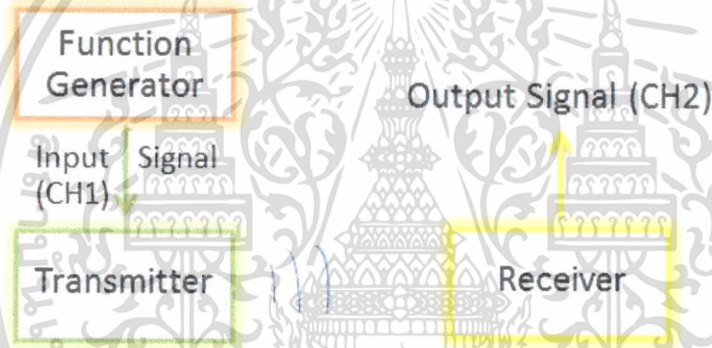 Function
Generator
Output Signal (CH2)
Input Signal
(CH1)
Transmitter
Receiver